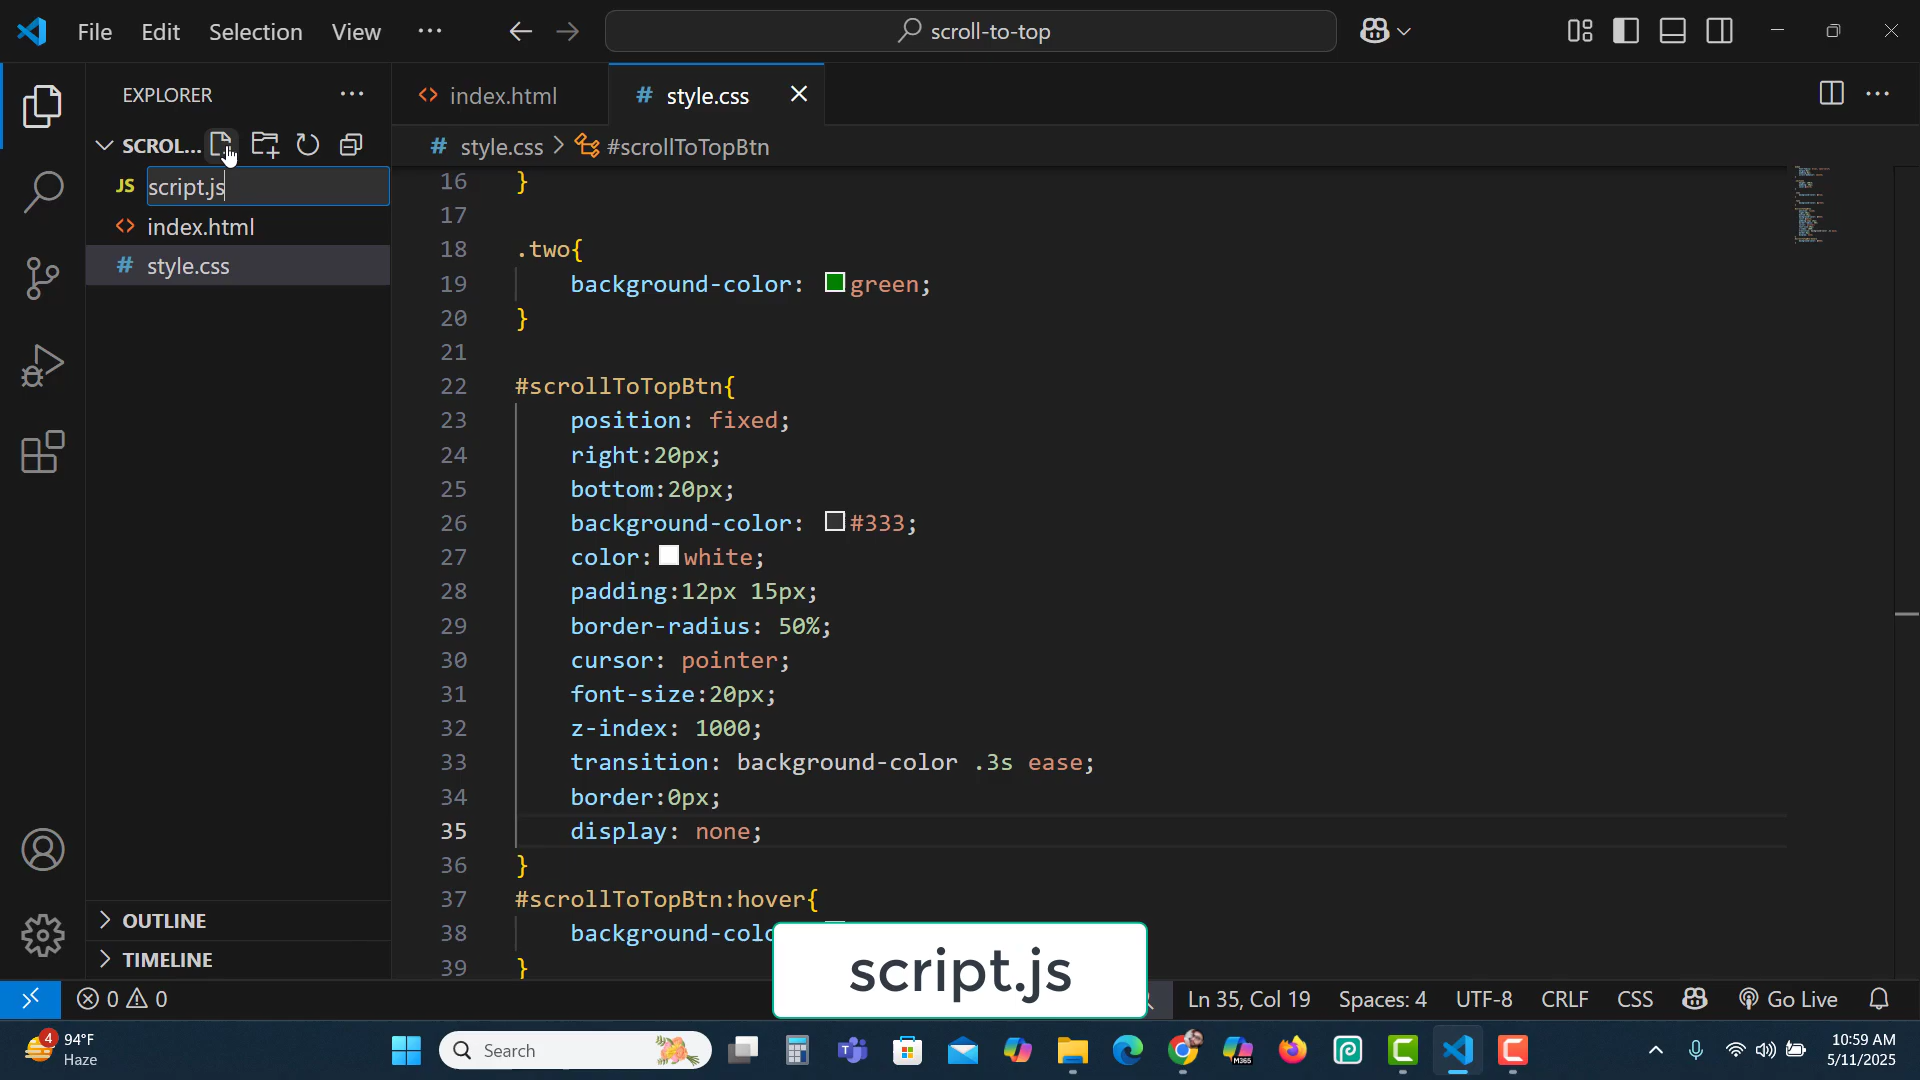 File Edit Selection View ··· scroll-to-top
EXPLORER ···
SCROL...
JS script.js
<> index.html
# style.css
OUTLINE
TIMELINE
<> index.html # style.css
# style.css > #scrollToTopBtn
16 }
17
18 .two{
19 background-color: green;
20 }
21
22 #scrollToTopBtn{
23 position: fixed;
24 right:20px;
25 bottom:20px;
26 background-color: #333;
27 color: white;
28 padding:12px 15px;
29 border-radius: 50%;
30 cursor: pointer;
31 font-size:20px;
32 z-index: 1000;
33 transition: background-color .3s ease;
34 border:0px;
35 display: none;
36 }
37 #scrollToTopBtn:hover{
38 background-colo
39 }
script.js
0 0 Ln 35, Col 19 Spaces: 4 UTF-8 CRLF CSS Go Live
4 94°F
Haze
Search
M365
10:59 AM
5/11/2025